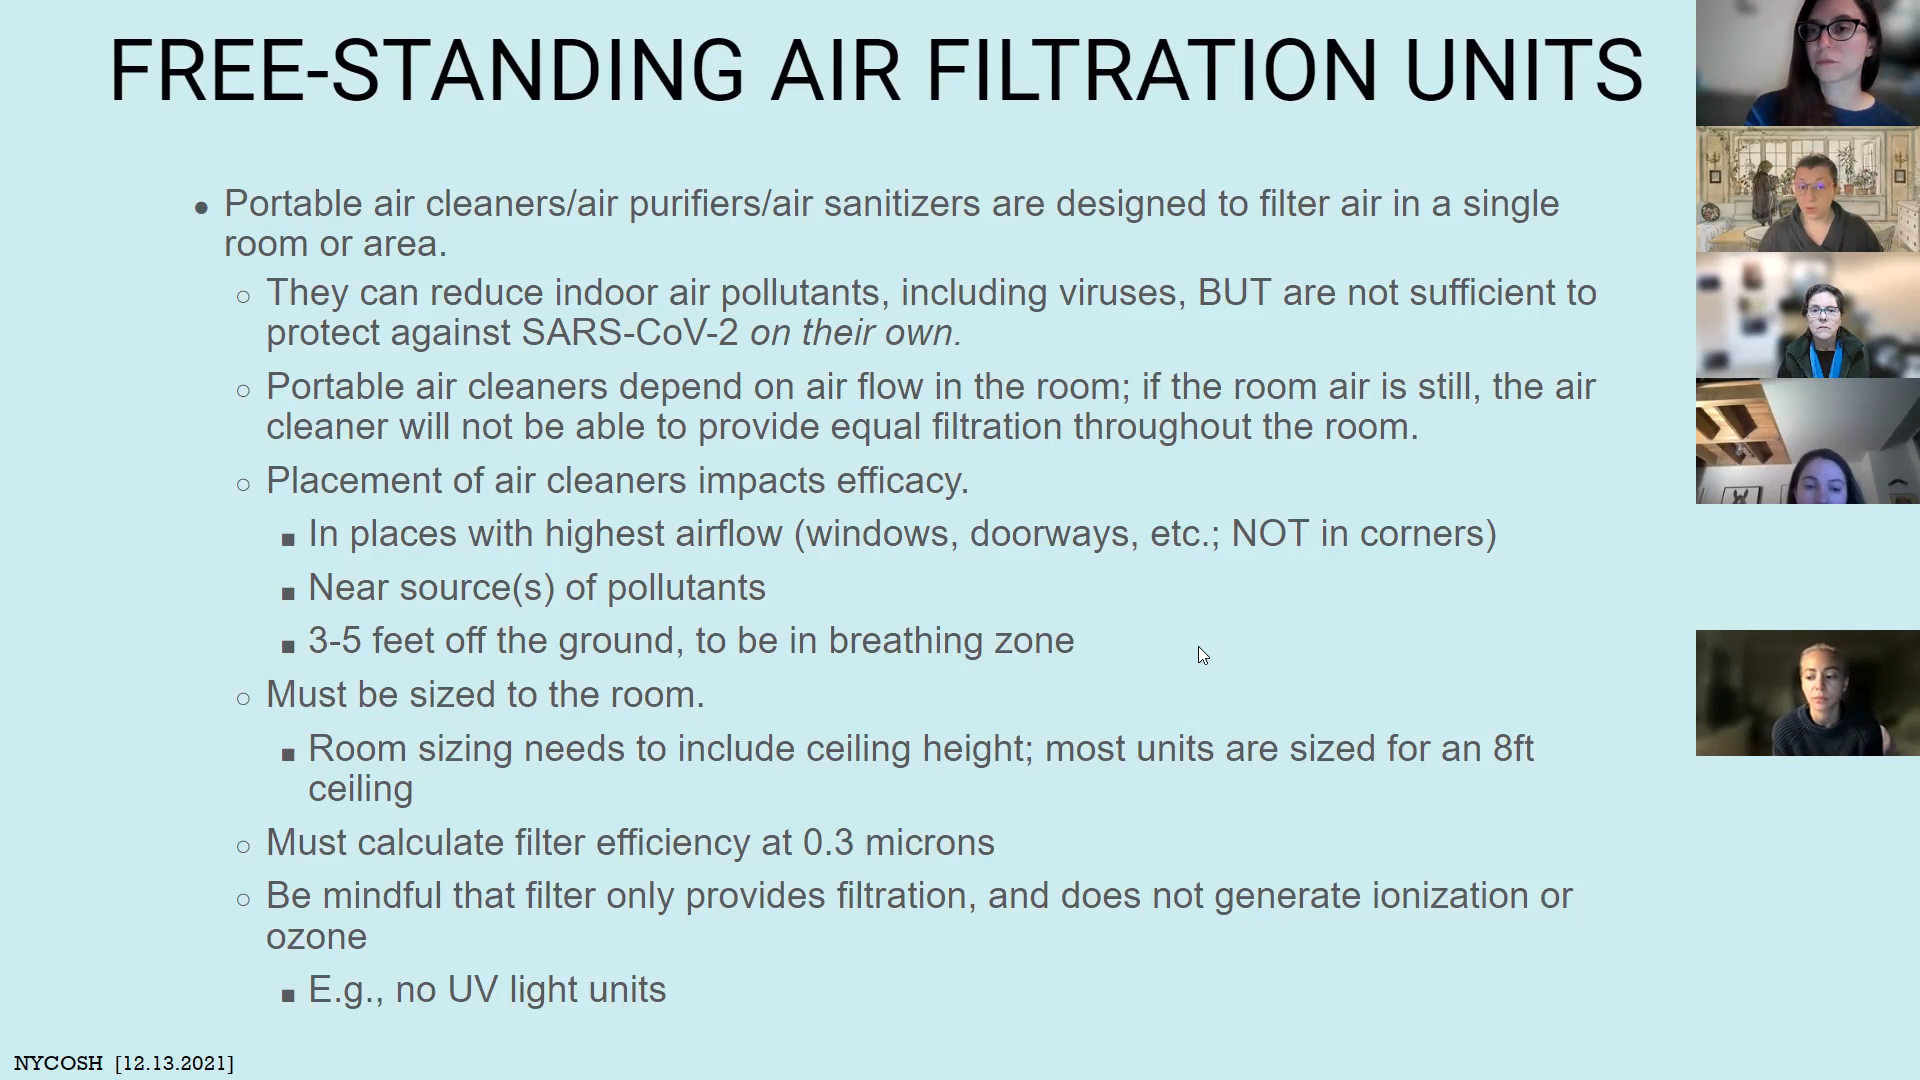 FREE-STANDING AIR FILTRATION UNITS
● Portable air cleaners/air purifiers/air sanitizers are designed to filter air in a single
room or area.
○ They can reduce indoor air pollutants, including viruses, BUT are not sufficient to
protect against SARS-CoV-2 on their own.
○ Portable air cleaners depend on air flow in the room; if the room air is still, the air
cleaner will not be able to provide equal filtration throughout the room.
○ Placement of air cleaners impacts efficacy.
■ In places with highest airflow (windows, doorways, etc.; NOT in corners)
■ Near source(s) of pollutants
■ 3-5 feet off the ground, to be in breathing zone
○ Must be sized to the room.
■ Room sizing needs to include ceiling height; most units are sized for an 8ft
ceiling
○ Must calculate filter efficiency at 0.3 microns
○ Be mindful that filter only provides filtration, and does not generate ionization or
ozone
■ E.g., no UV light units
NYCOSH [12.13.2021]